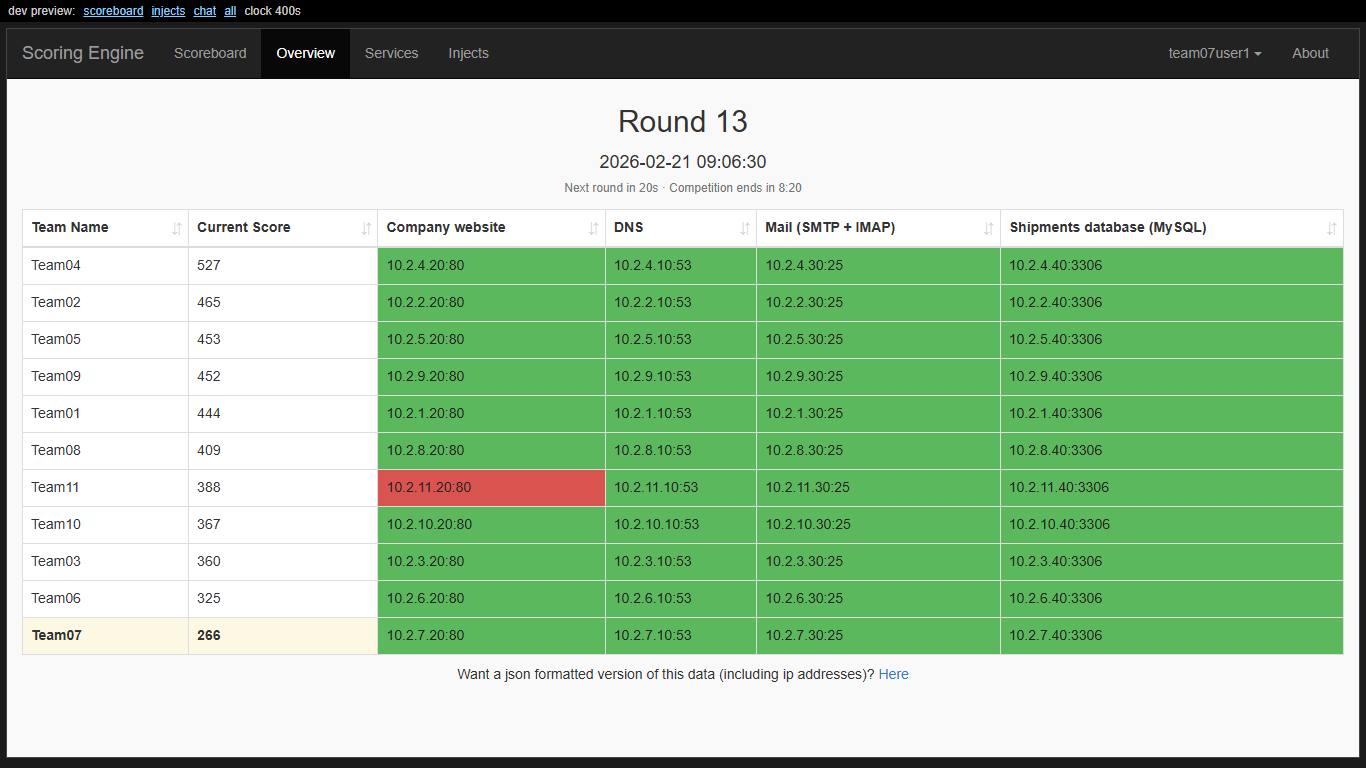 dev preview: scoreboard injects chat all clock 400s
Scoring Engine Scoreboard Overview Services Injects team07user1 About
Round 13
2026-02-21 09:06:30
Next round in 20s · Competition ends in 8:20
Team Name Current Score Company website DNS Mail (SMTP + IMAP) Shipments database (MySQL)
Team04 527 10.2.4.20:80 10.2.4.10:53 10.2.4.30:25 10.2.4.40:3306
Team02 465 10.2.2.20:80 10.2.2.10:53 10.2.2.30:25 10.2.2.40:3306
Team05 453 10.2.5.20:80 10.2.5.10:53 10.2.5.30:25 10.2.5.40:3306
Team09 452 10.2.9.20:80 10.2.9.10:53 10.2.9.30:25 10.2.9.40:3306
Team01 444 10.2.1.20:80 10.2.1.10:53 10.2.1.30:25 10.2.1.40:3306
Team08 409 10.2.8.20:80 10.2.8.10:53 10.2.8.30:25 10.2.8.40:3306
Team11 388 10.2.11.20:80 10.2.11.10:53 10.2.11.30:25 10.2.11.40:3306
Team10 367 10.2.10.20:80 10.2.10.10:53 10.2.10.30:25 10.2.10.40:3306
Team03 360 10.2.3.20:80 10.2.3.10:53 10.2.3.30:25 10.2.3.40:3306
Team06 325 10.2.6.20:80 10.2.6.10:53 10.2.6.30:25 10.2.6.40:3306
Team07 266 10.2.7.20:80 10.2.7.10:53 10.2.7.30:25 10.2.7.40:3306
Want a json formatted version of this data (including ip addresses)? Here